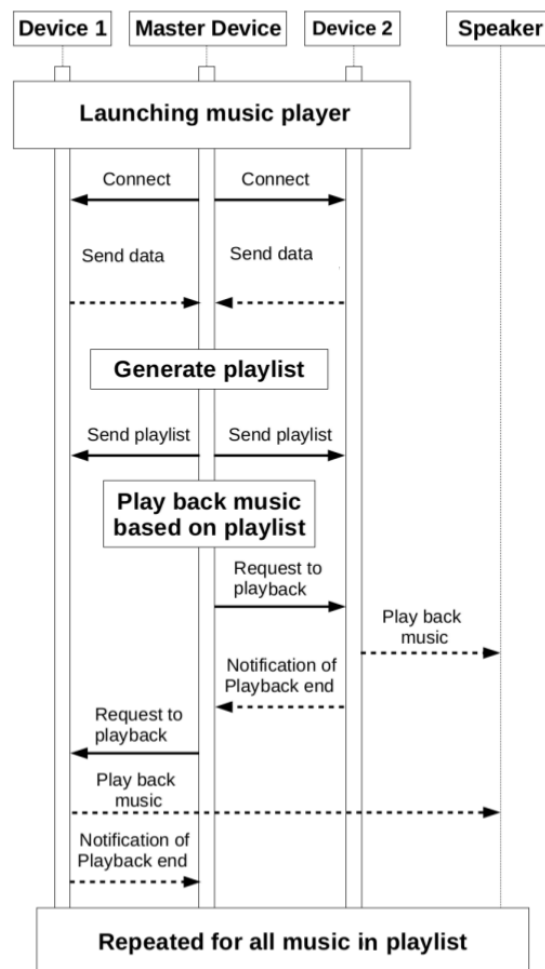 Device 1 Master Device Device 2 Speaker
Launching music player
Connect Connect
Send data Send data
Generate playlist
Send playlist Send playlist
Play back music
based on playlist
Request to
playback
Play back
music
Notification of
Playback end
Request to
playback
Play back
music
Notification of
Playback end
Repeated for all music in playlist